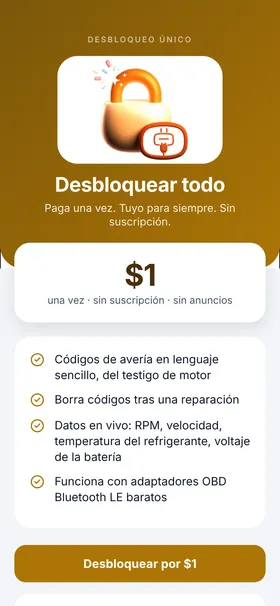 DESBLOQUEO ÚNICO
Desbloquear todo
Paga una vez. Tuyo para siempre. Sin
suscripción.
$1
una vez · sin suscripción · sin anuncios
Códigos de avería en lenguaje
sencillo, del testigo de motor
Borra códigos tras una reparación
Datos en vivo: RPM, velocidad,
temperatura del refrigerante, voltaje
de la batería
Funciona con adaptadores OBD
Bluetooth LE baratos
Desbloquear por $1